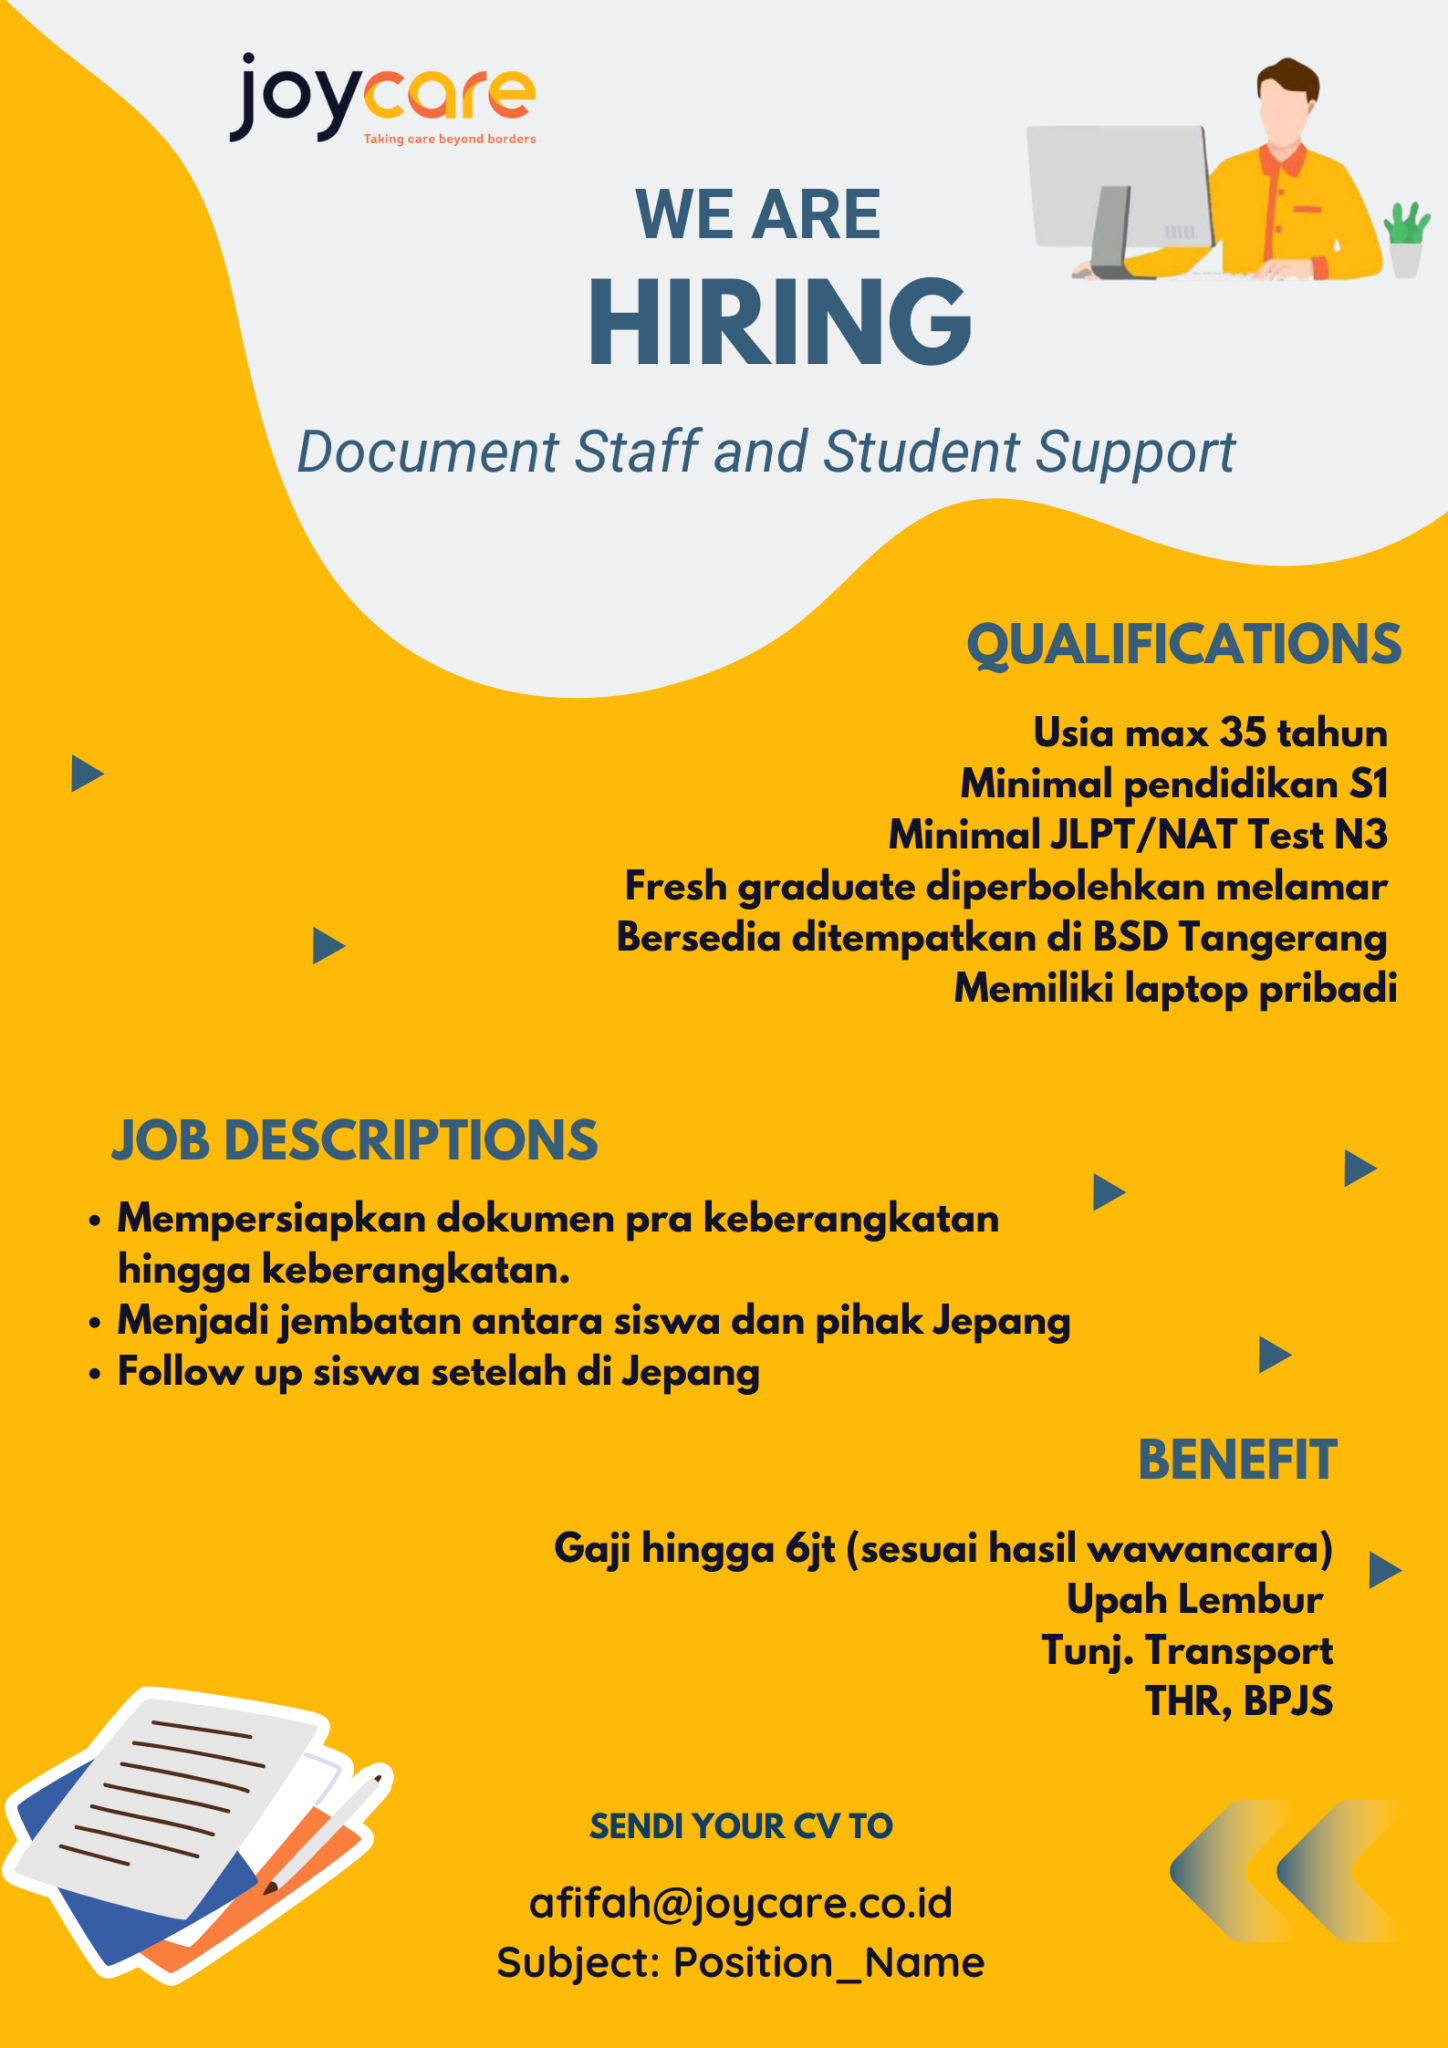 joycare
Taking care beyond borders
WE ARE
HIRING
Document Staff and Student Support
QUALIFICATIONS
Usia max 35 tahun
Minimal pendidikan S1
Minimal JLPT/NAT Test N3
Fresh graduate diperbolehkan melamar
Bersedia ditempatkan di BSD Tangerang
Memiliki laptop pribadi
JOB DESCRIPTIONS
• Mempersiapkan dokumen pra keberangkatan
hingga keberangkatan.
• Menjadi jembatan antara siswa dan pihak Jepang
• Follow up siswa setelah di Jepang
BENEFIT
Gaji hingga 6jt (sesuai hasil wawancara)
Upah Lembur
Tunj. Transport
THR, BPJS
SENDI YOUR CV TO
afifah@joycare.co.id
Subject: Position_Name